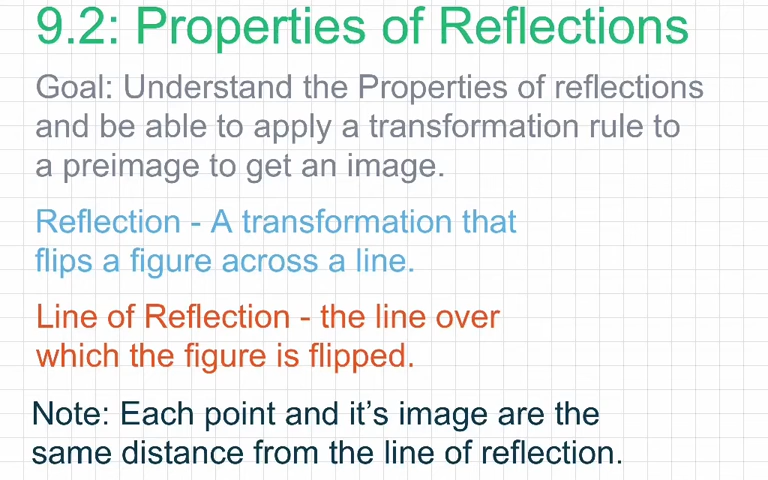 9.2: Properties of Reflections
Goal: Understand the Properties of reflections
and be able to apply a transformation rule to
a preimage to get an image.
Reflection - A transformation that
flips a figure across a line.
Line of Reflection - the line over
which the figure is flipped.
Note: Each point and it's image are the
same distance from the line of reflection.